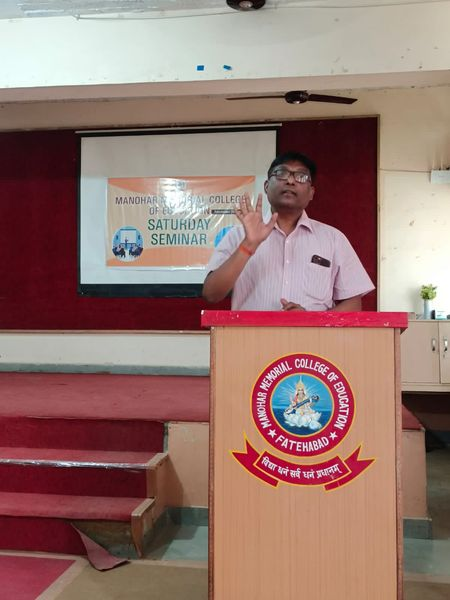 MANOHAR MEMORIAL COLLEGE
OF EDUCATION
SATURDAY
SEMINAR
MANOHAR MEMORIAL COLLEGE OF EDUCATION
★ FATEHABAD ★
विद्या धनं सर्व धनं प्रधानम्